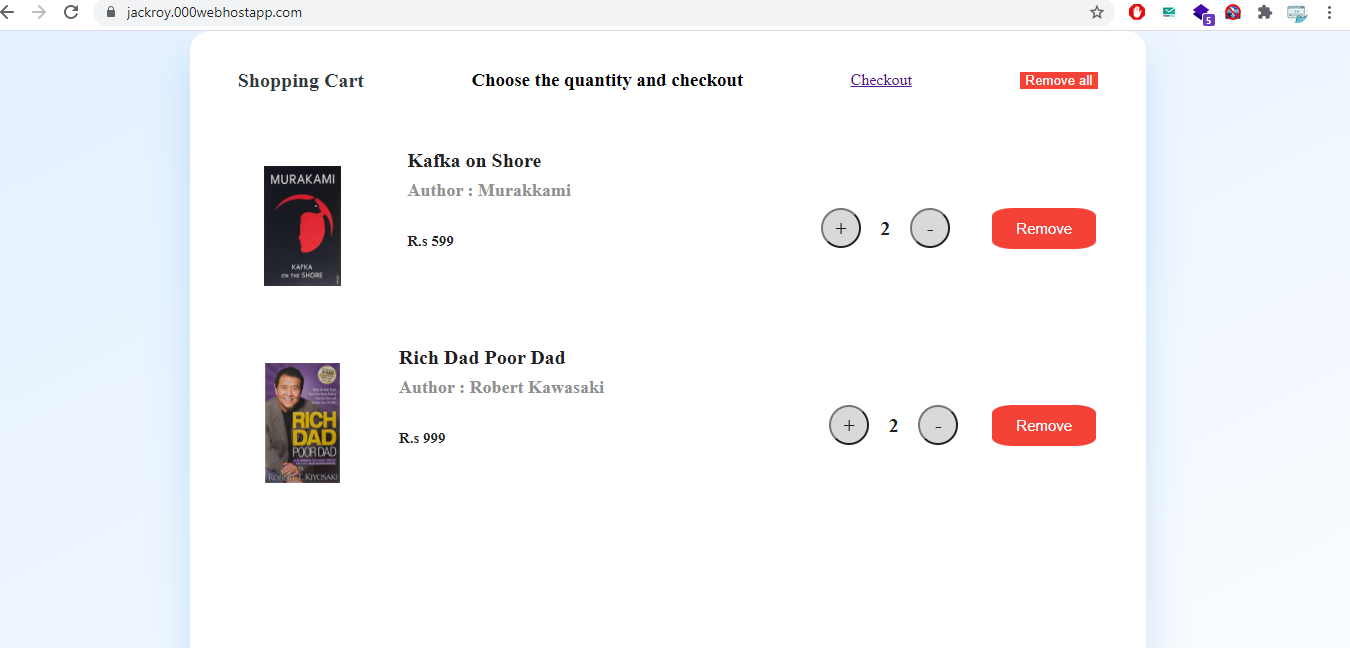 jackroy.000webhostapp.com
5
Shopping Cart
Choose the quantity and checkout
Checkout
Remove all
MURAKAMI
KAFKA
ON THE SHORE
Kafka on Shore
Author : Murakkami
R.s 599
+ 2 -
Remove
RICH
DAD
POOR DAD
ROBERT T. KIYOSAKI
Rich Dad Poor Dad
Author : Robert Kawasaki
R.s 999
+ 2 -
Remove